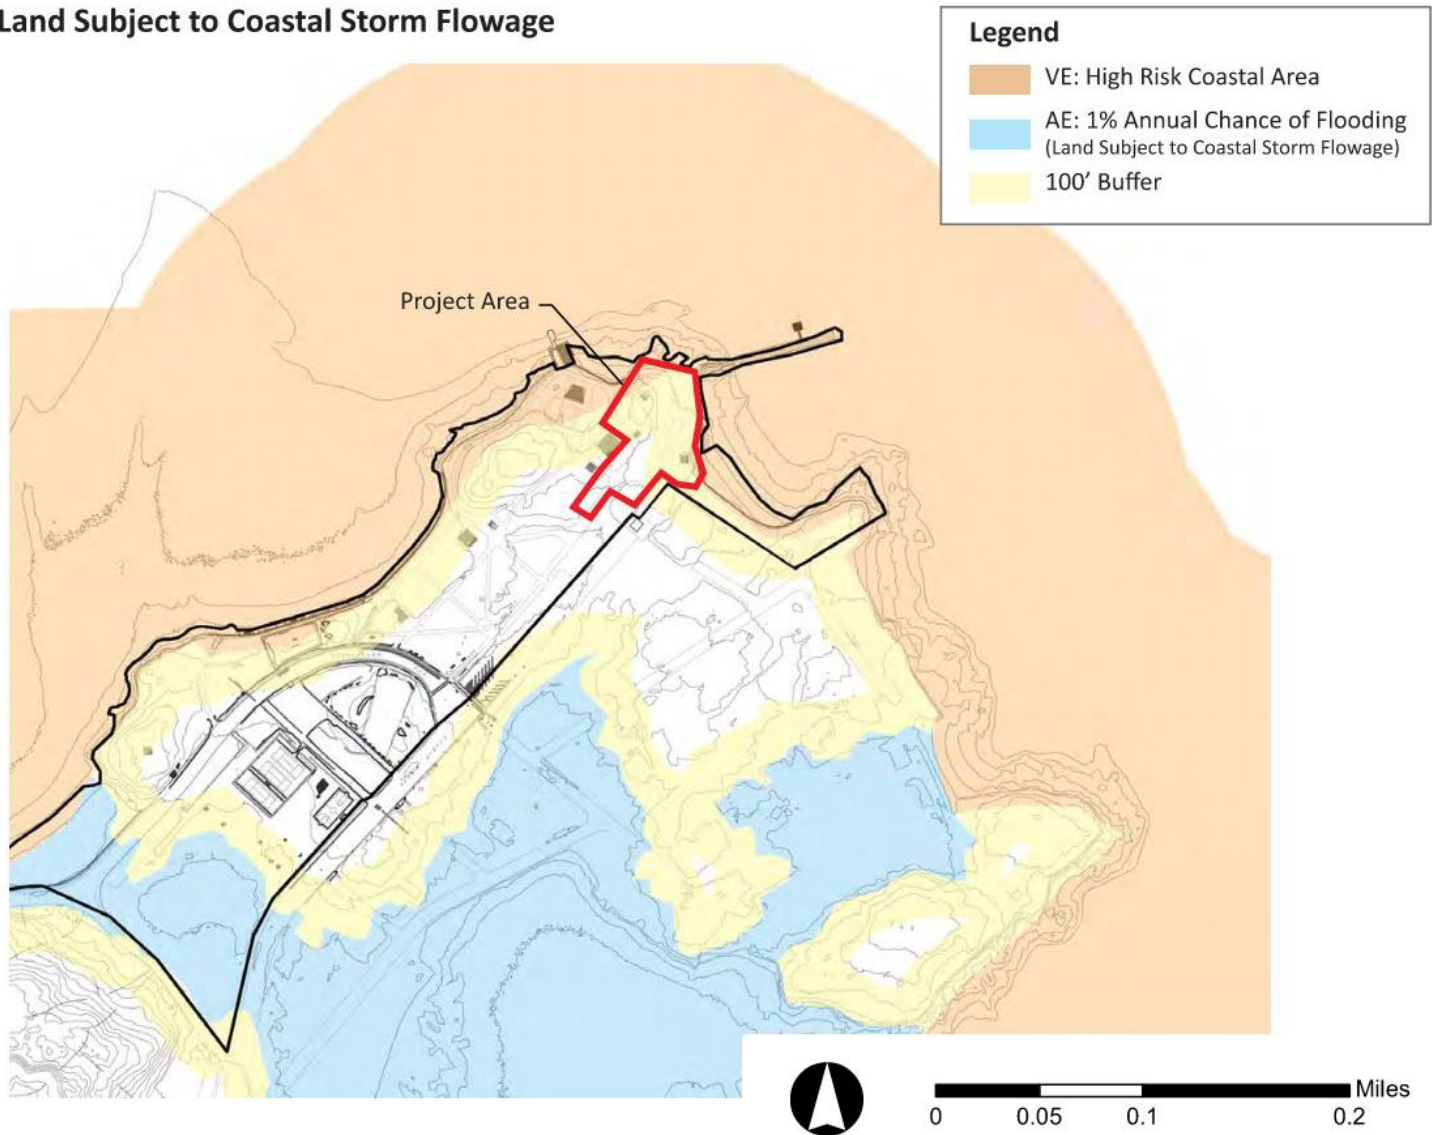 Land Subject to Coastal Storm Flowage
Legend
VE: High Risk Coastal Area
AE: 1% Annual Chance of Flooding
(Land Subject to Coastal Storm Flowage)
100' Buffer
Project Area
Miles
0 0.05 0.1 0.2